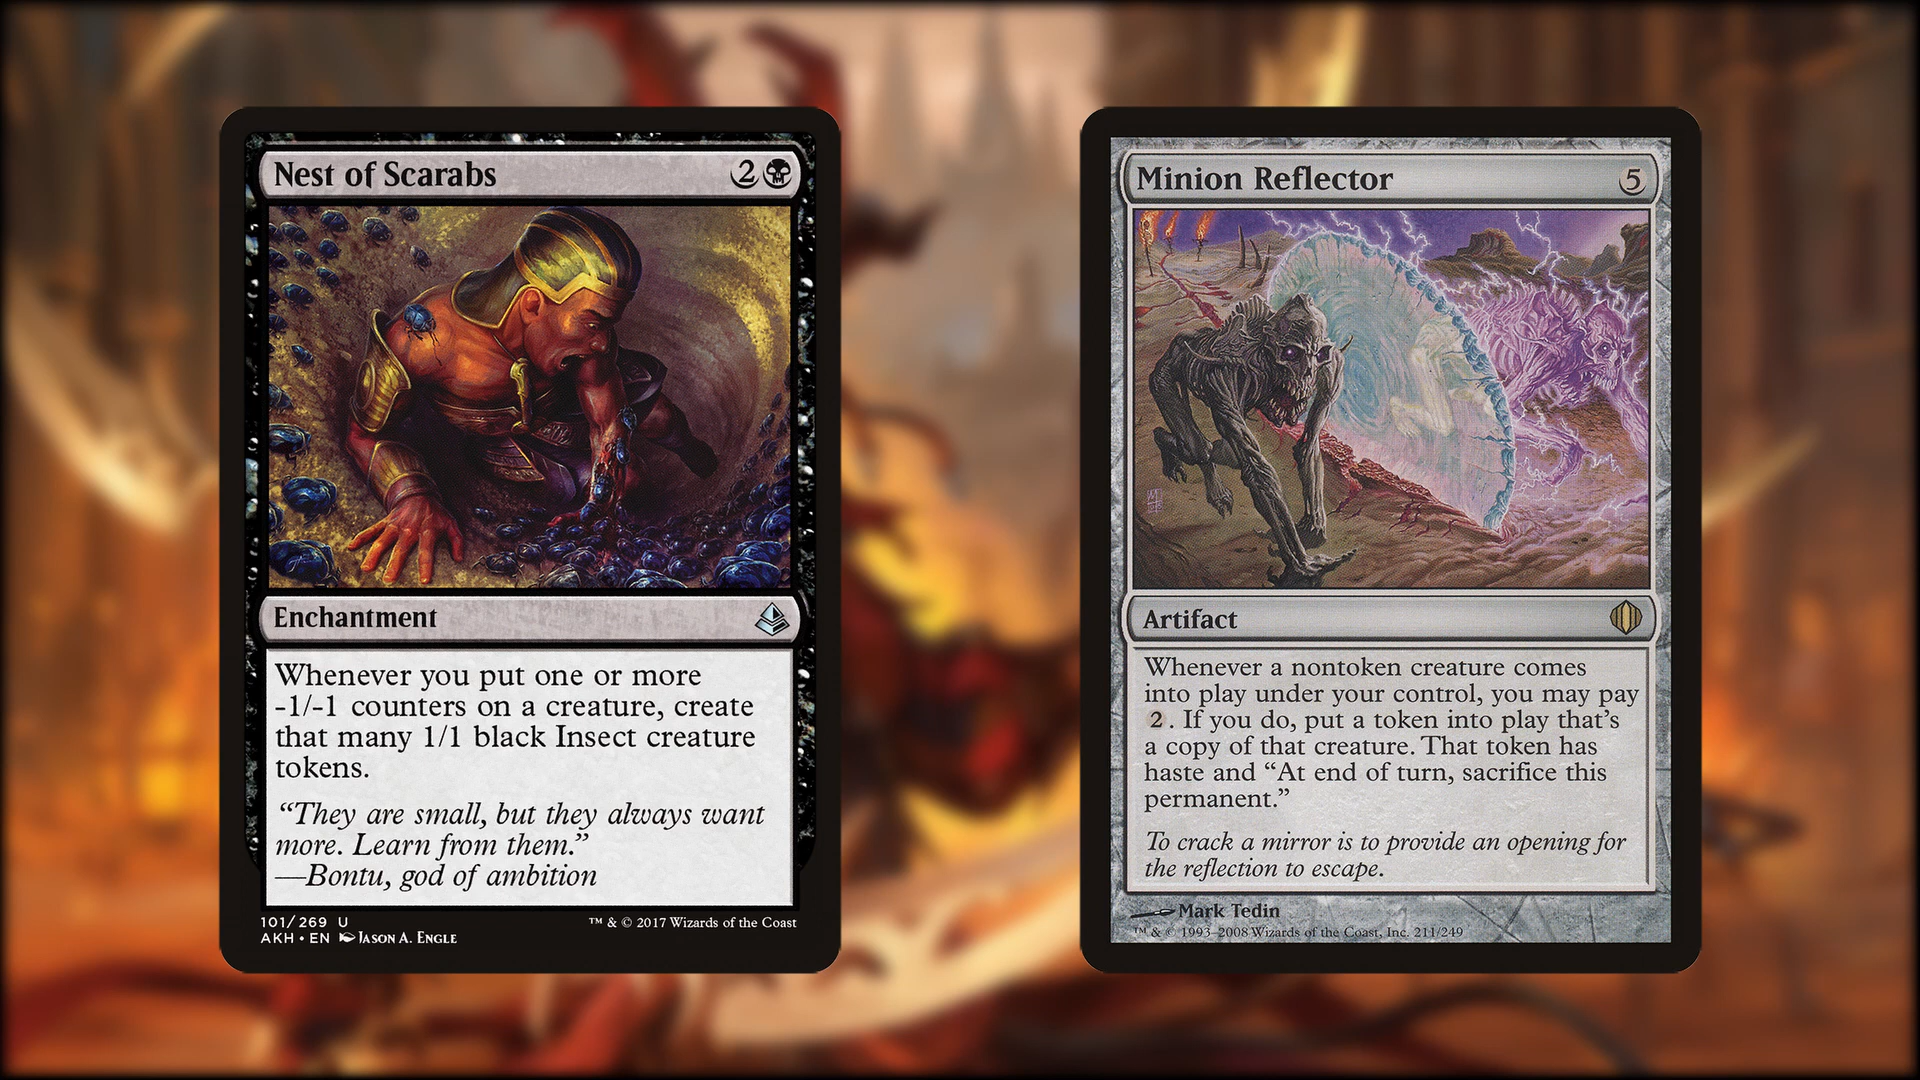 Nest of Scarabs
2
Enchantment
Whenever you put one or more
-1/-1 counters on a creature, create
that many 1/1 black Insect creature
tokens.
“They are small, but they always want
more. Learn from them.”
—Bontu, god of ambition
101/269 U
™ & © 2017 Wizards of the Coast
AKH • EN Jason A. Engle
Minion Reflector
5
Artifact
Whenever a nontoken creature comes
into play under your control, you may pay
2. If you do, put a token into play that’s
a copy of that creature. That token has
haste and “At end of turn, sacrifice this
permanent.”
To crack a mirror is to provide an opening for
the reflection to escape.
Mark Tedin
™ & © 1993–2008 Wizards of the Coast, Inc. 211/249